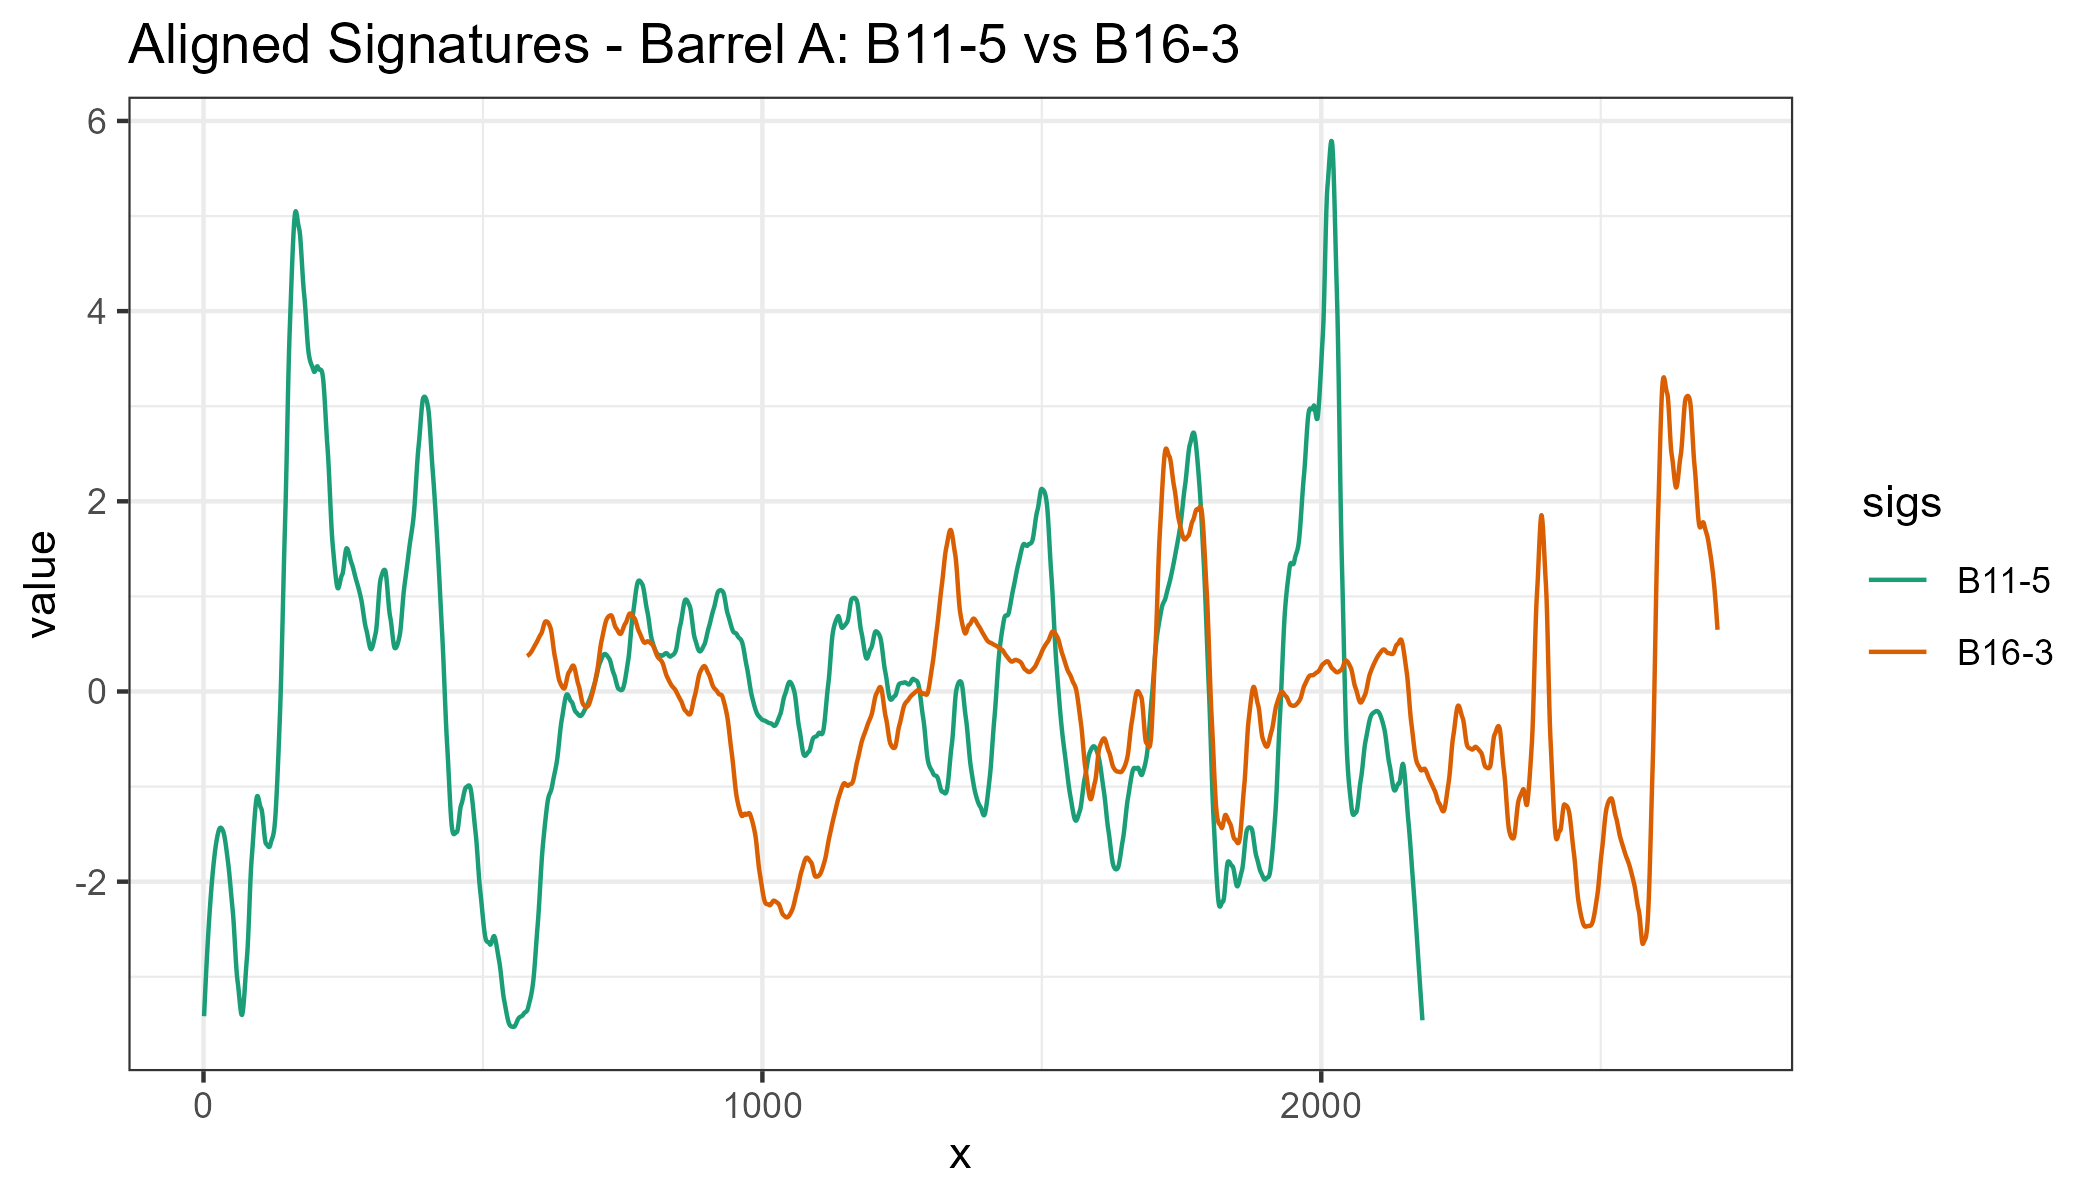 Aligned Signatures - Barrel A: B11-5 vs B16-3
6
4
2
0
-2
value
0
1000
2000
x
sigs
B11-5
B16-3